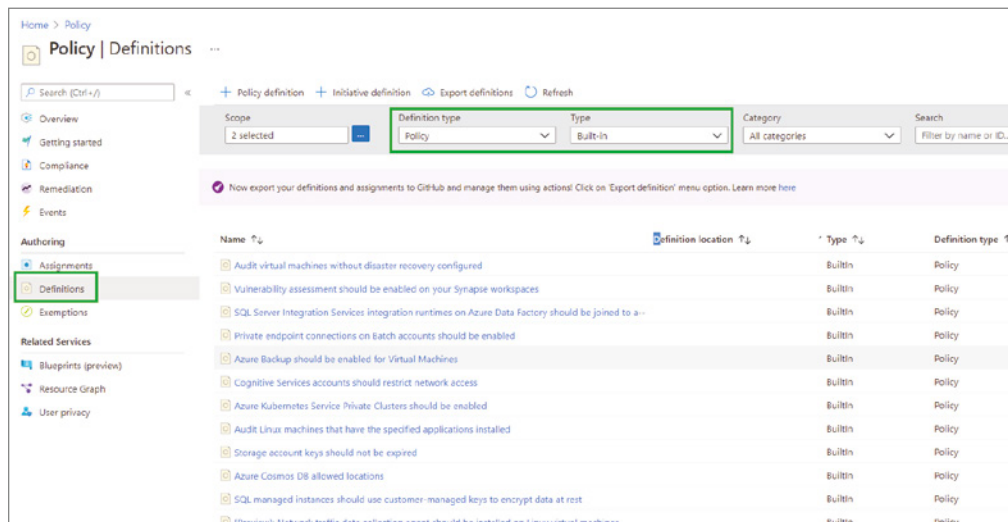 Home > Policy
Policy | Definitions ...
Search (Ctrl+/) «
Overview
Getting started
Compliance
Remediation
Events
Authoring
Assignments
Definitions
Exemptions
Related Services
Blueprints (preview)
Resource Graph
User privacy
+ Policy definition + Initiative definition Export definitions Refresh
Scope Definition type Type Category Search
2 selected ... Policy Built-in All categories Filter by name or ID...
Now export your definitions and assignments to GitHub and manage them using actions! Click on 'Export definition' menu option. Learn more here
Name ↑↓ Definition location ↑↓ Type ↑↓ Definition type ↑
Audit virtual machines without disaster recovery configured BuiltIn Policy
Vulnerability assessment should be enabled on your Synapse workspaces BuiltIn Policy
SQL Server Integration Services integration runtimes on Azure Data Factory should be joined to a... BuiltIn Policy
Private endpoint connections on Batch accounts should be enabled BuiltIn Policy
Azure Backup should be enabled for Virtual Machines BuiltIn Policy
Cognitive Services accounts should restrict network access BuiltIn Policy
Azure Kubernetes Service Private Clusters should be enabled BuiltIn Policy
Audit Linux machines that have the specified applications installed BuiltIn Policy
Storage account keys should not be expired BuiltIn Policy
Azure Cosmos DB allowed locations BuiltIn Policy
SQL managed instances should use customer-managed keys to encrypt data at rest BuiltIn Policy